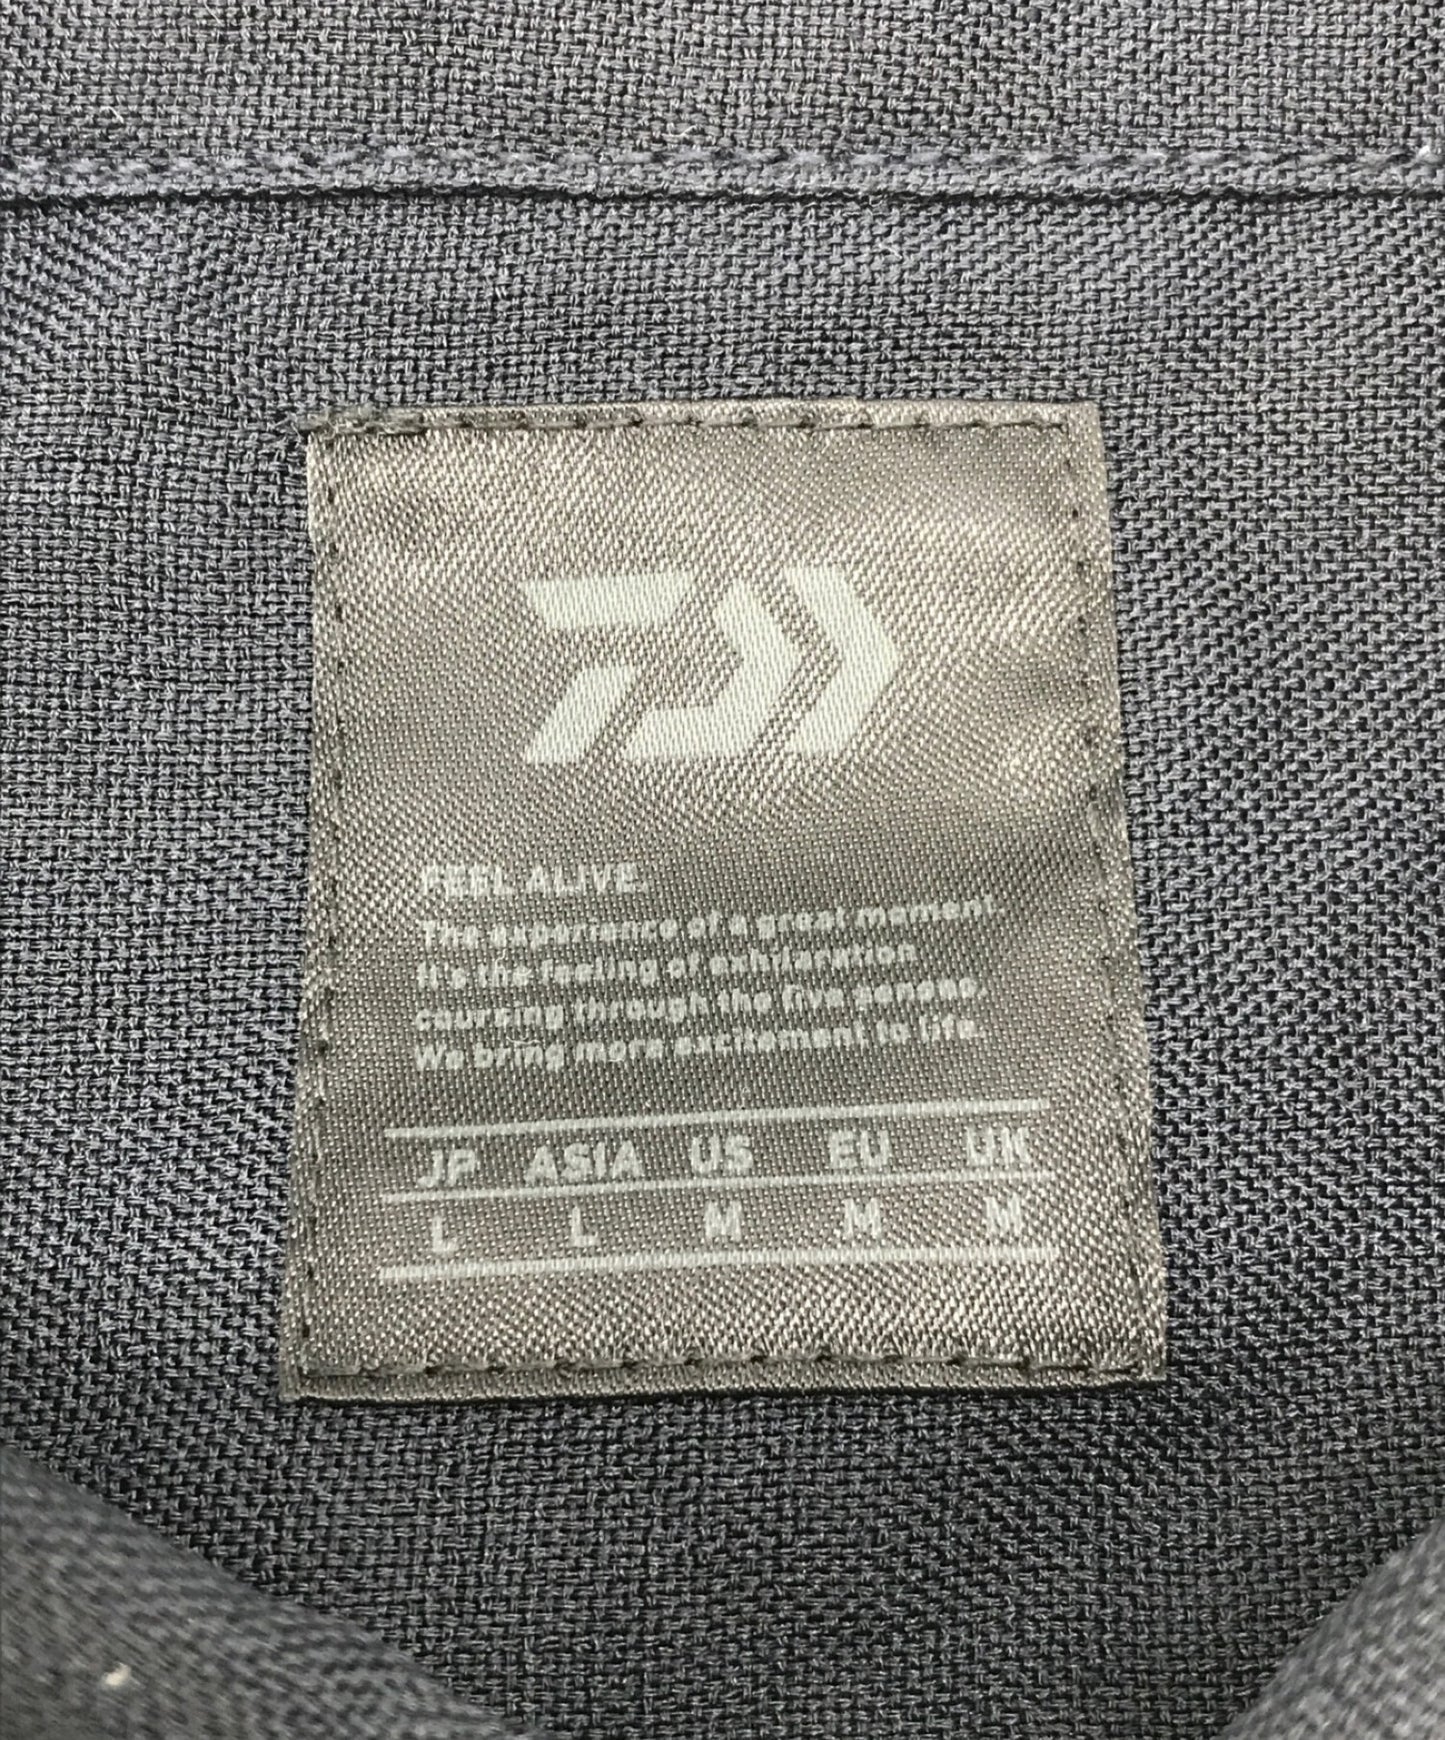 FEEL ALIVE.
The experience of a great moment.
It's the feeling of exhilaration
coursing through the five senses.
We bring more excitement to life.
JP ASIA US EU UK
L L M M M